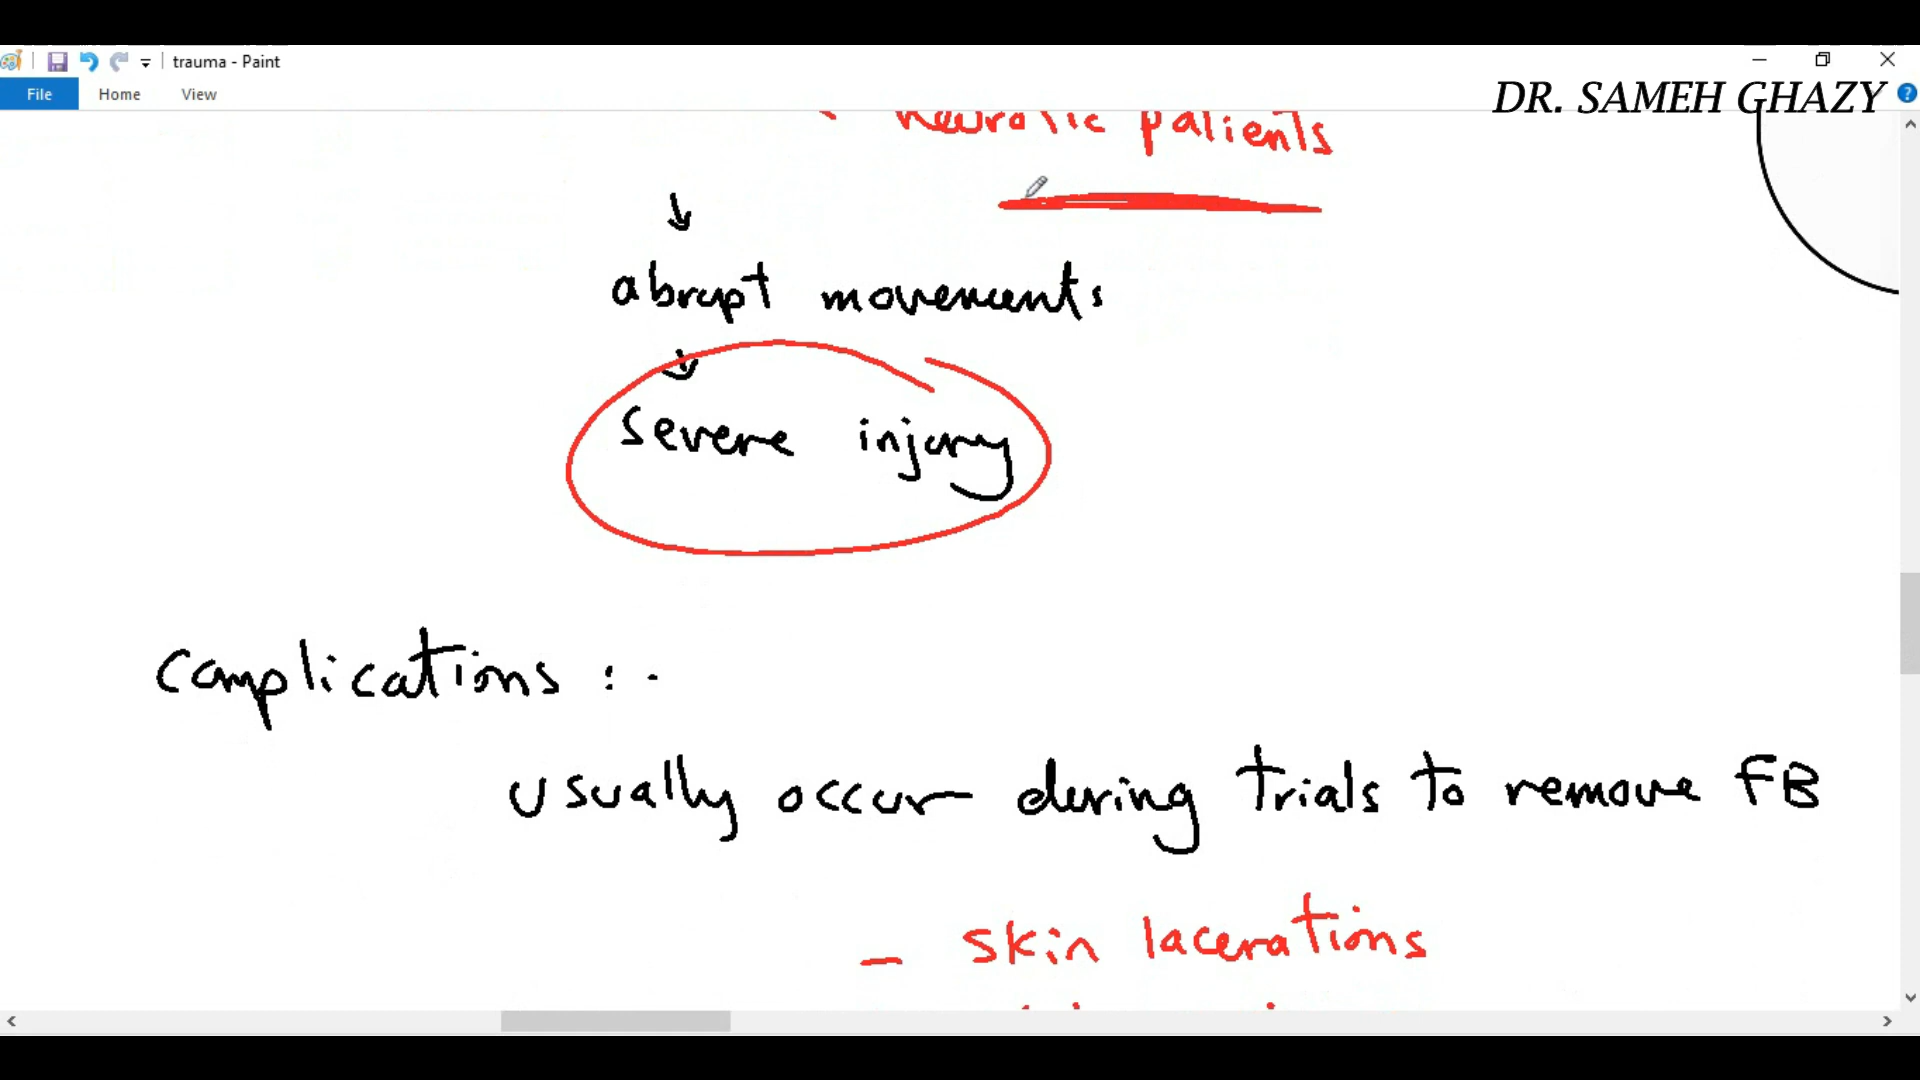 trauma - Paint
File Home View
DR. SAMEH GHAZY
neurotic patients
abrupt movements
severe injury
Complications : -
usually occur during trials to remove FB
- skin lacerations